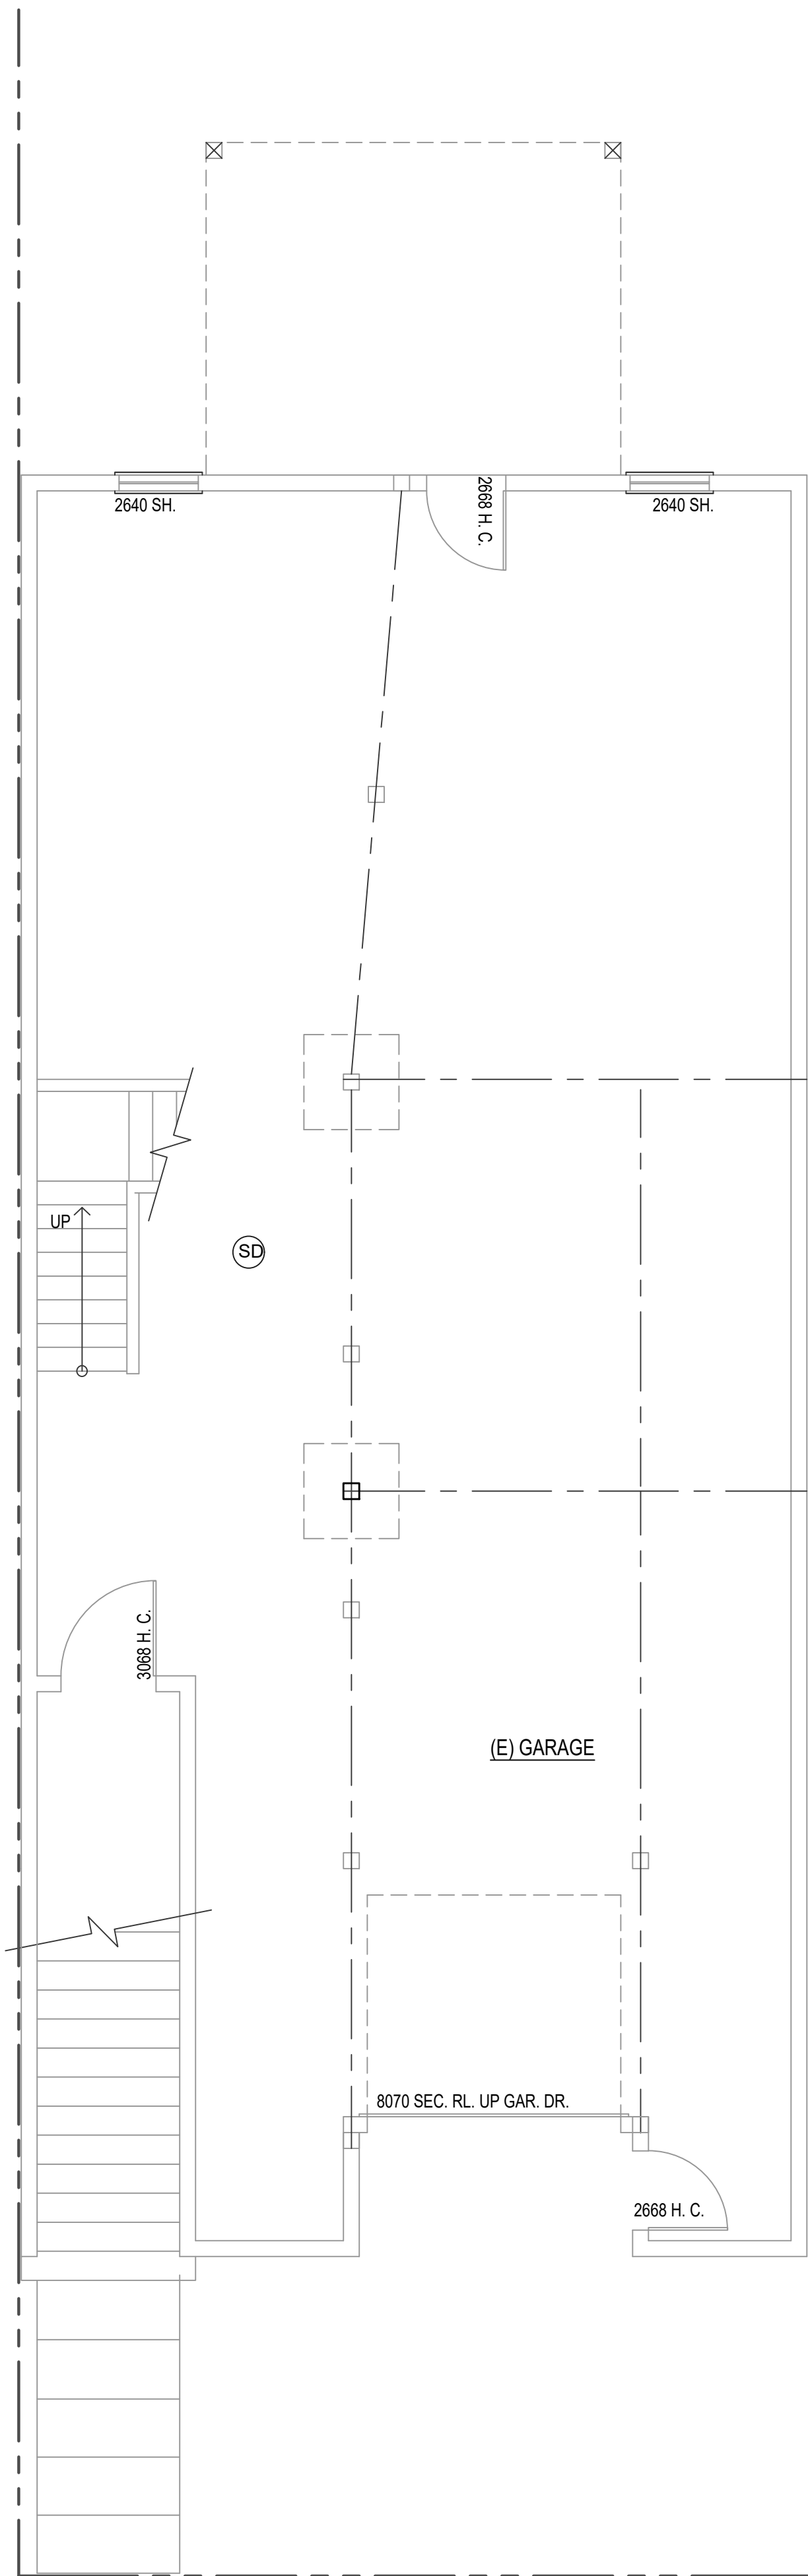 2640 SH.
2668 H. C.
2640 SH.
UP
SD
3068 H. C.
(E) GARAGE
8070 SEC. RL. UP GAR. DR.
2668 H. C.